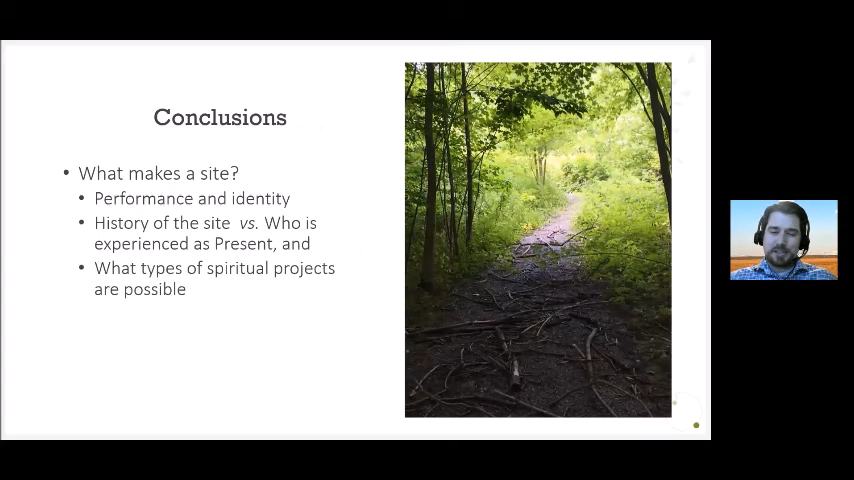 Conclusions
• What makes a site?
• Performance and identity
• History of the site vs. Who is
experienced as Present, and
• What types of spiritual projects
are possible